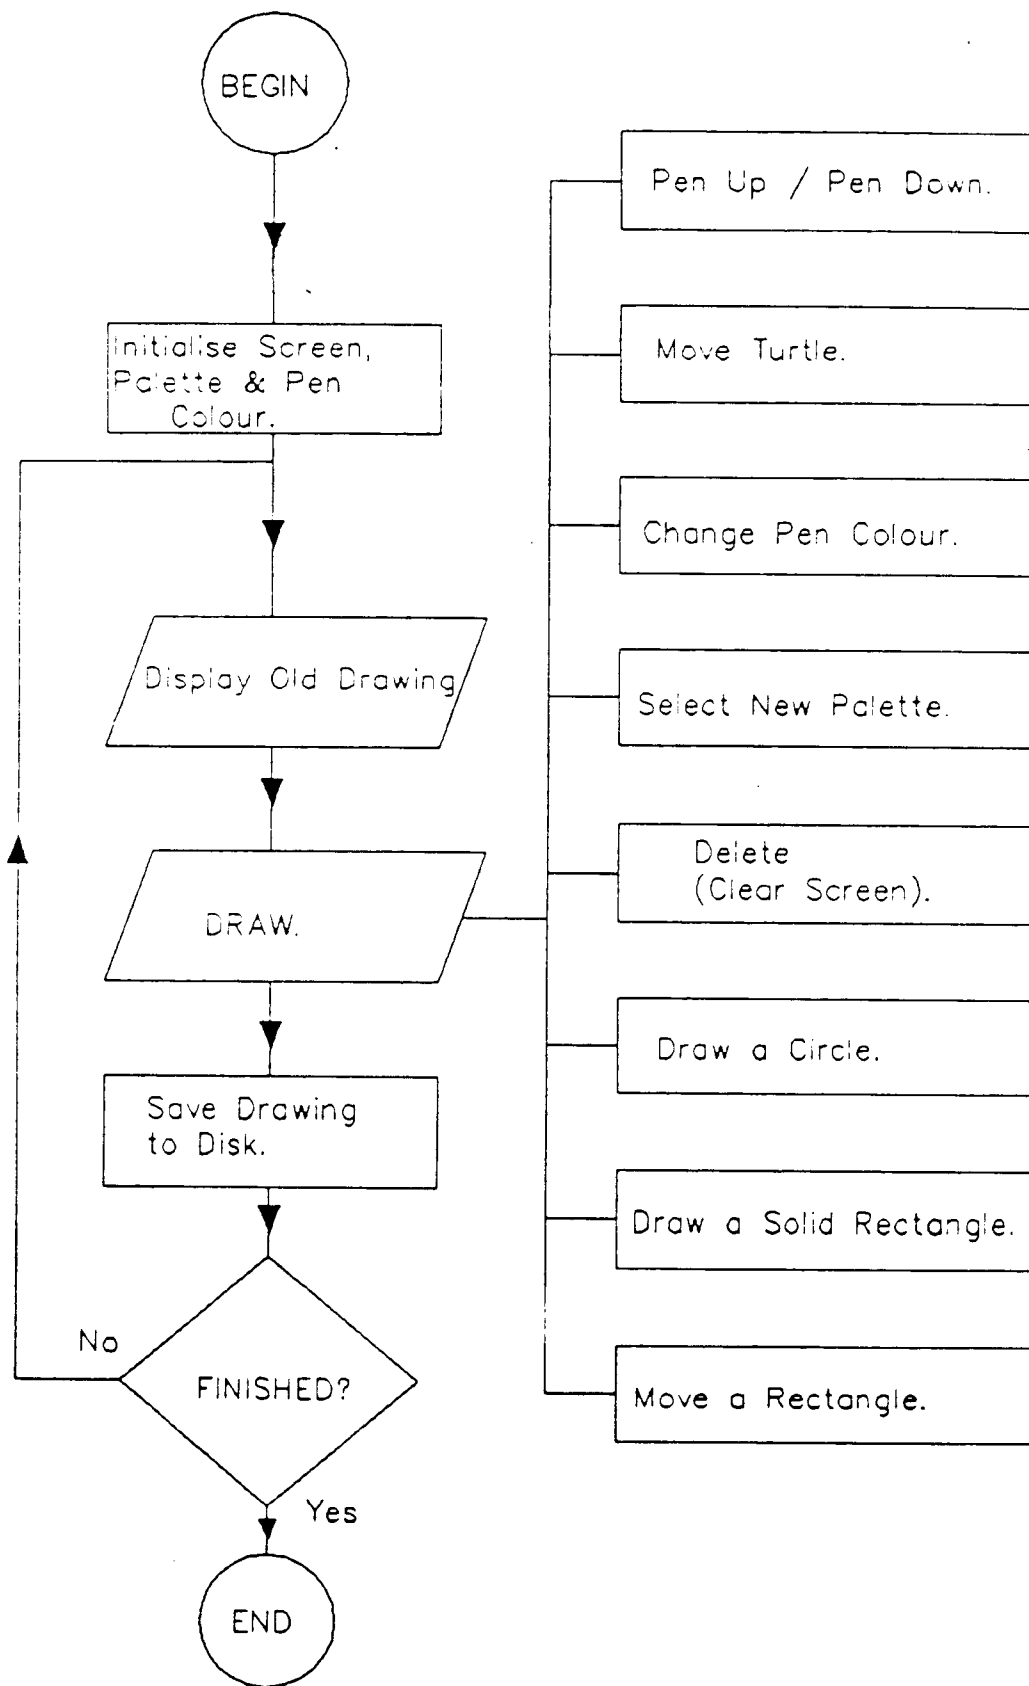 BEGIN
Initialise Screen,
Palette & Pen
Colour.
Display Old Drawing
DRAW.
Save Drawing
to Disk.
No
FINISHED?
Yes
END
Pen Up / Pen Down.
Move Turtle.
Change Pen Colour.
Select New Palette.
Delete
(Clear Screen).
Draw a Circle.
Draw a Solid Rectangle.
Move a Rectangle.